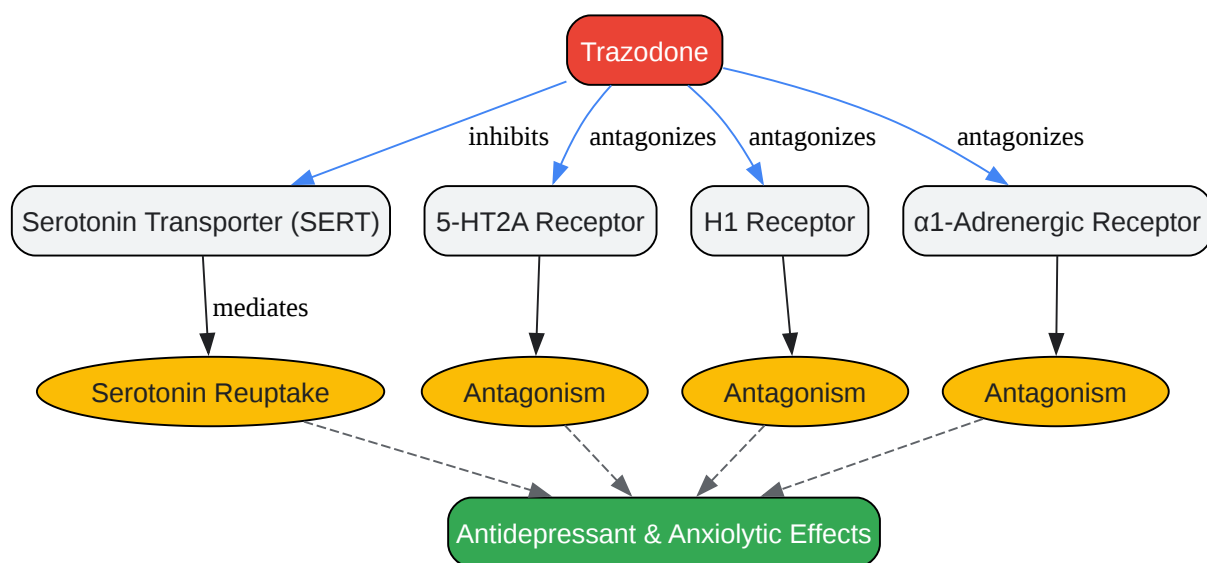 Trazodone
inhibits
antagonizes
antagonizes
antagonizes
Serotonin Transporter (SERT)
5-HT2A Receptor
H1 Receptor
α1-Adrenergic Receptor
mediates
Serotonin Reuptake
Antagonism
Antagonism
Antagonism
Antidepressant & Anxiolytic Effects